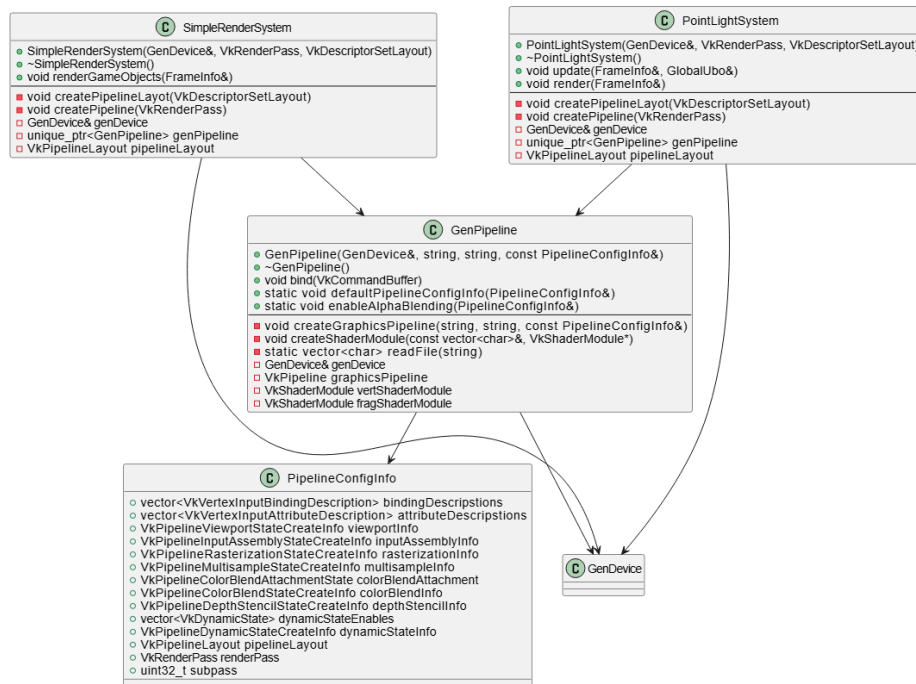 C SimpleRenderSystem
SimpleRenderSystem(GenDevice&, VkRenderPass, VkDescriptorSetLayout)
~SimpleRenderSystem()
void renderGameObjects(FrameInfo&)
void createPipelineLayot(VkDescriptorSetLayout)
void createPipeline(VkRenderPass)
GenDevice& genDevice
unique_ptr<GenPipeline> genPipeline
VkPipelineLayout pipelineLayout
C PointLightSystem
PointLightSystem(GenDevice&, VkRenderPass, VkDescriptorSetLayout)
~PointLightSystem()
void update(FrameInfo&, GlobalUbo&)
void render(FrameInfo&)
void createPipelineLayot(VkDescriptorSetLayout)
void createPipeline(VkRenderPass)
GenDevice& genDevice
unique_ptr<GenPipeline> genPipeline
VkPipelineLayout pipelineLayout
C GenPipeline
GenPipeline(GenDevice&, string, string, const PipelineConfigInfo&)
~GenPipeline()
void bind(VkCommandBuffer)
static void defaultPipelineConfigInfo(PipelineConfigInfo&)
static void enableAlphaBlending(PipelineConfigInfo&)
void createGraphicsPipeline(string, string, const PipelineConfigInfo&)
void createShaderModule(const vector<char>&, VkShaderModule*)
static vector<char> readFile(string)
GenDevice& genDevice
VkPipeline graphicsPipeline
VkShaderModule vertShaderModule
VkShaderModule fragShaderModule
C PipelineConfigInfo
vector<VkVertexInputBindingDescription> bindingDescripstions
vector<VkVertexInputAttributeDescription> attributeDescripstions
VkPipelineViewportStateCreateInfo viewportInfo
VkPipelineInputAssemblyStateCreateInfo inputAssemblyInfo
VkPipelineRasterizationStateCreateInfo rasterizationInfo
VkPipelineMultisampleStateCreateInfo multisampleInfo
VkPipelineColorBlendAttachmentState colorBlendAttachment
VkPipelineColorBlendStateCreateInfo colorBlendInfo
VkPipelineDepthStencilStateCreateInfo depthStencilInfo
vector<VkDynamicState> dynamicStateEnables
VkPipelineDynamicStateCreateInfo dynamicStateInfo
VkPipelineLayout pipelineLayout
VkRenderPass renderPass
uint32_t subpass
C GenDevice